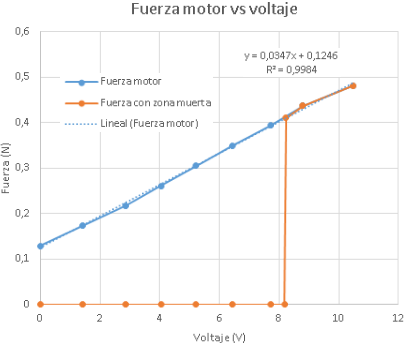 Fuerza motor vs voltaje
0,6
y = 0,0347x + 0,1246
R² = 0,9984
0,5
Fuerza motor
Fuerza con zona muerta
Lineal (Fuerza motor)
0,4
0,3
0,2
0,1
0
Fuerza (N)
0 2 4 6 8 10 12
Voltaje (V)